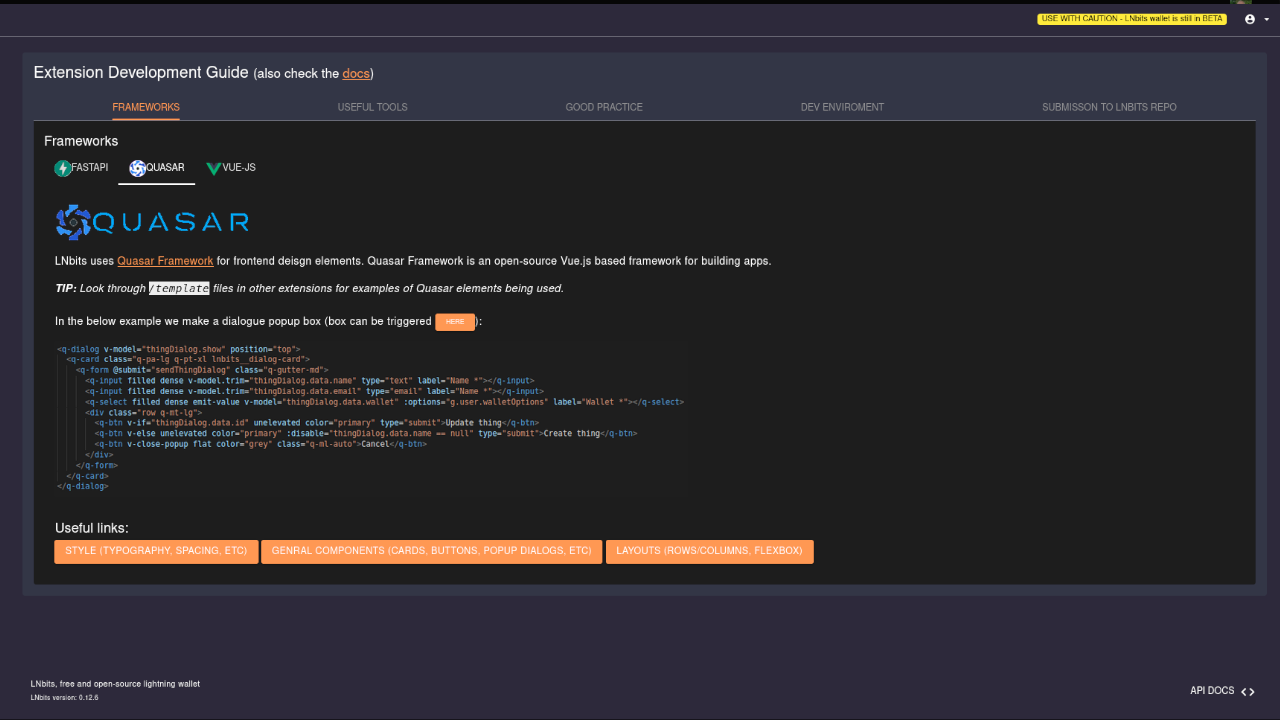 USE WITH CAUTION - LNbits wallet is still in BETA
Extension Development Guide (also check the docs)
FRAMEWORKS USEFUL TOOLS GOOD PRACTICE DEV ENVIROMENT SUBMISSON TO LNBITS REPO
Frameworks
FASTAPI QUASAR VUE-JS
QUASAR
LNbits uses Quasar Framework for frontend deisgn elements. Quasar Framework is an open-source Vue.js based framework for building apps.
TIP: Look through /template files in other extensions for examples of Quasar elements being used.
In the below example we make a dialogue popup box (box can be triggered HERE ):
<q-dialog v-model="thingDialog.show" position="top">
<q-card class="q-pa-lg q-pt-xl lnbits__dialog-card">
<q-form @submit="sendThingDialog" class="q-gutter-md">
<q-input filled dense v-model.trim="thingDialog.data.name" type="text" label="Name *"></q-input>
<q-input filled dense v-model.trim="thingDialog.data.email" type="email" label="Name *"></q-input>
<q-select filled dense emit-value v-model="thingDialog.data.wallet" :options="g.user.walletOptions" label="Wallet *"></q-select>
<div class="row q-mt-lg">
<q-btn v-if="thingDialog.data.id" unelevated color="primary" type="submit">Update thing</q-btn>
<q-btn v-else unelevated color="primary" :disable="thingDialog.data.name == null" type="submit">Create thing</q-btn>
<q-btn v-close-popup flat color="grey" class="q-ml-auto">Cancel</q-btn>
</div>
</q-form>
</q-card>
</q-dialog>
Useful links:
STYLE (TYPOGRAPHY, SPACING, ETC) GENRAL COMPONENTS (CARDS, BUTTONS, POPUP DIALOGS, ETC) LAYOUTS (ROWS/COLUMNS, FLEXBOX)
LNbits, free and open-source lightning wallet
LNbits version: 0.12.6
API DOCS